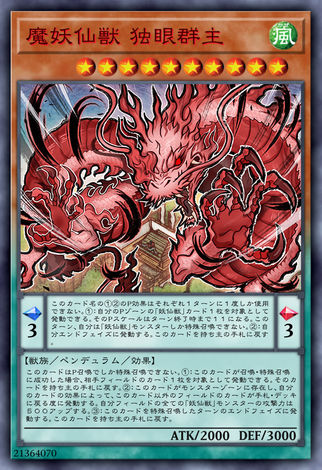 魔妖仙獣 独眼群主
風
このカード名の①②のP効果はそれぞれ1ターンに1度しか使用
できない。①:自分のPゾーンの「妖仙獣」カード1枚を対象として
発動できる。そのPスケールはターン終了時まで11になる。この
ターン、自分は「妖仙獣」モンスターしか特殊召喚できない。②:自分
エンドフェイズに発動できる。このカードを持ち主の手札に戻す
3
3
【獣族/ペンデュラム/効果】
このカードはP召喚でしか特殊召喚できない。①:このカードが召喚・特殊召喚
に成功した場合、相手フィールドのカード1枚を対象として発動できる。そのカ
ードを持ち主の手札に戻す。②:このカードがモンスターゾーンに存在し、自分
のカードの効果によって、このカード以外のフィールドのカードが手札・デッキ
に戻る度に発動する。自分フィールドの全ての「妖仙獣」モンスターの攻撃力は
500アップする。③:このカードを特殊召喚したターンのエンドフェイズに発
動する。このカードを持ち主の手札に戻す。
ATK/2000 DEF/3000
21364070